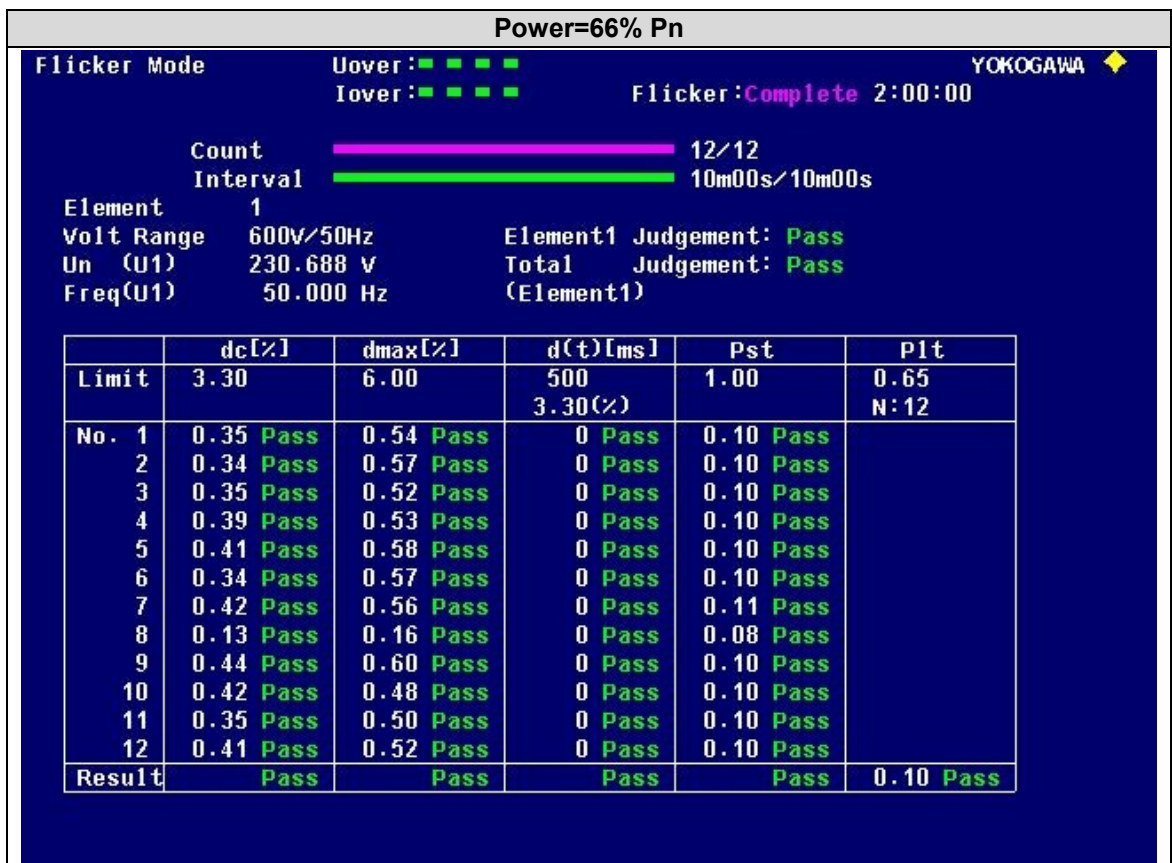 Power=66% Pn
Flicker Mode Uover: YOKOGAWA
Iover: Flicker:Complete 2:00:00
Count 12/12
Interval 10m00s/10m00s
Element 1
Volt Range 600V/50Hz Element1 Judgement: Pass
Un (U1) 230.688 V Total Judgement: Pass
Freq(U1) 50.000 Hz (Element1)
dc[%] dmax[%] d(t)[ms] Pst Plt
Limit 3.30 6.00 500 1.00 0.65
3.30(%) N:12
No. 1 0.35 Pass 0.54 Pass 0 Pass 0.10 Pass
2 0.34 Pass 0.57 Pass 0 Pass 0.10 Pass
3 0.35 Pass 0.52 Pass 0 Pass 0.10 Pass
4 0.39 Pass 0.53 Pass 0 Pass 0.10 Pass
5 0.41 Pass 0.58 Pass 0 Pass 0.10 Pass
6 0.34 Pass 0.57 Pass 0 Pass 0.10 Pass
7 0.42 Pass 0.56 Pass 0 Pass 0.11 Pass
8 0.13 Pass 0.16 Pass 0 Pass 0.08 Pass
9 0.44 Pass 0.60 Pass 0 Pass 0.10 Pass
10 0.42 Pass 0.48 Pass 0 Pass 0.10 Pass
11 0.35 Pass 0.50 Pass 0 Pass 0.10 Pass
12 0.41 Pass 0.52 Pass 0 Pass 0.10 Pass
Result Pass Pass Pass Pass 0.10 Pass